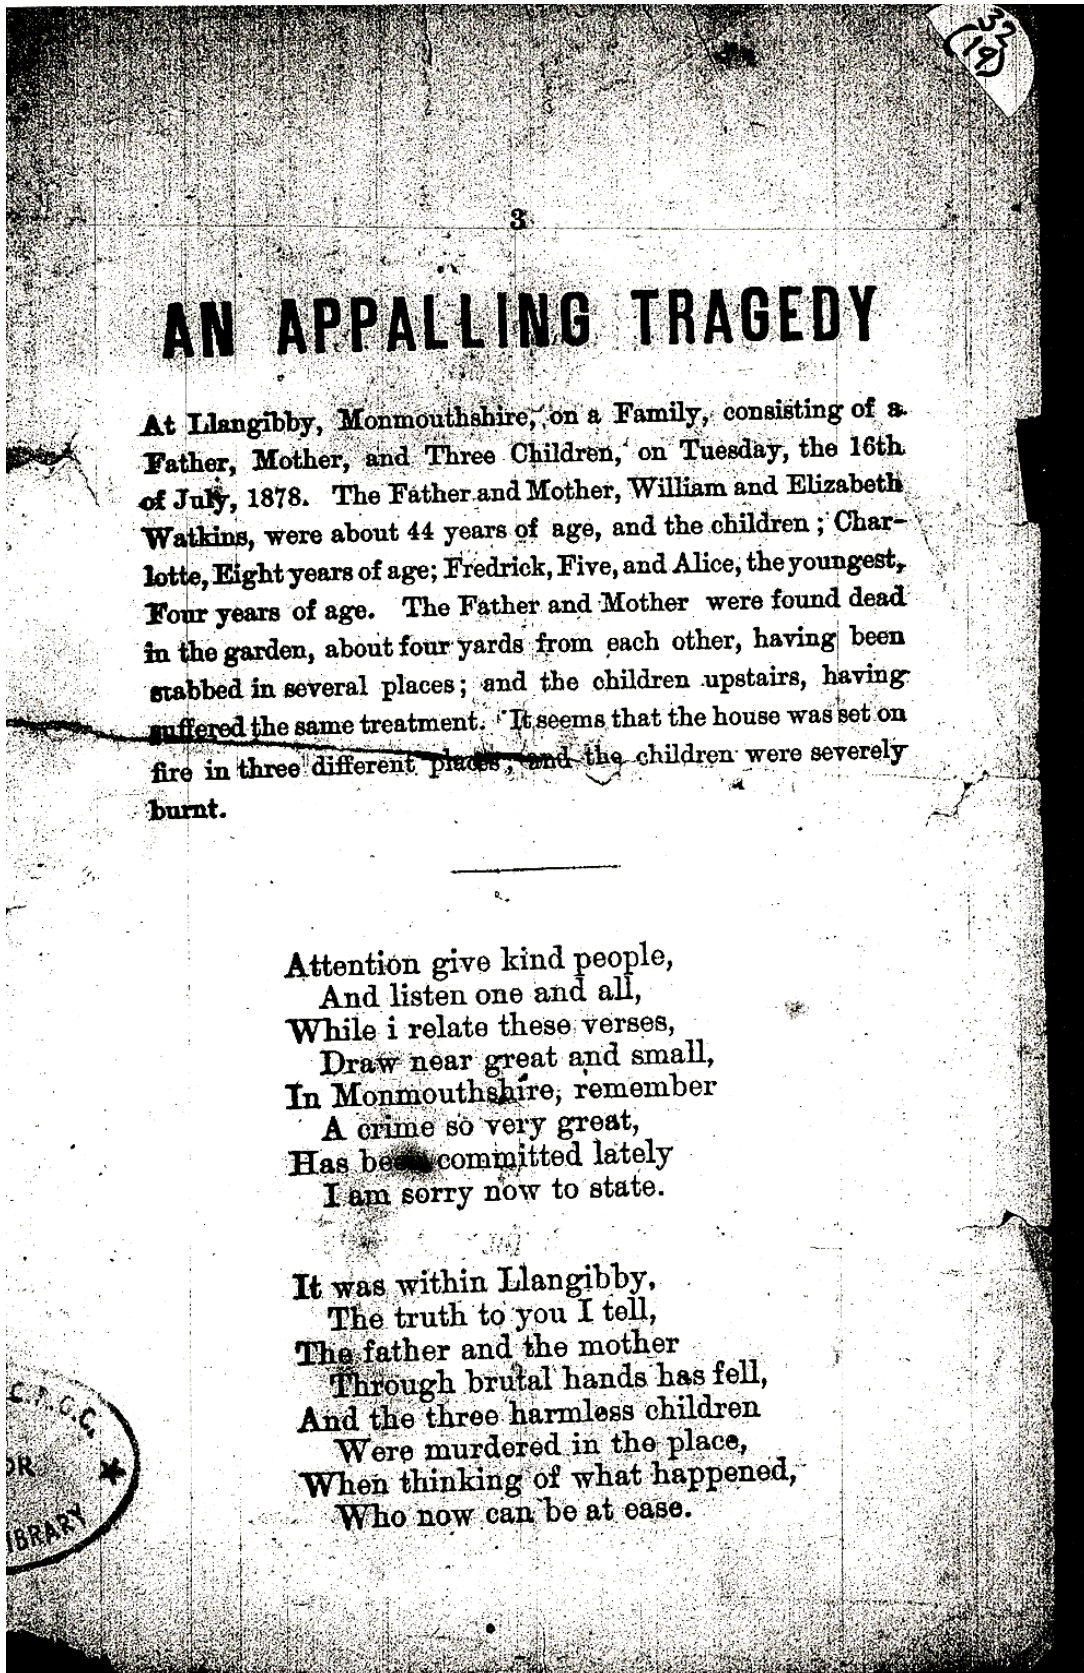 32
(19)
3
AN APPALLING TRAGEDY
At Llangibby, Monmouthshire, on a Family, consisting of a
Father, Mother, and Three Children, on Tuesday, the 16th
of July, 1878. The Father and Mother, William and Elizabeth
Watkins, were about 44 years of age, and the children; Char-
lotte, Eight years of age; Fredrick, Five, and Alice, the youngest,
Four years of age. The Father and Mother were found dead
in the garden, about four yards from each other, having been
stabbed in several places; and the children upstairs, having
suffered the same treatment. It seems that the house was set on
fire in three different places, and the children were severely
burnt.
Attention give kind people,
And listen one and all,
While i relate these verses,
Draw near great and small,
In Monmouthshire, remember
A crime so very great,
Has been committed lately
I am sorry now to state.
It was within Llangibby,
The truth to you I tell,
The father and the mother
Through brutal hands has fell,
And the three harmless children
Were murdered in the place,
When thinking of what happened,
Who now can be at ease.